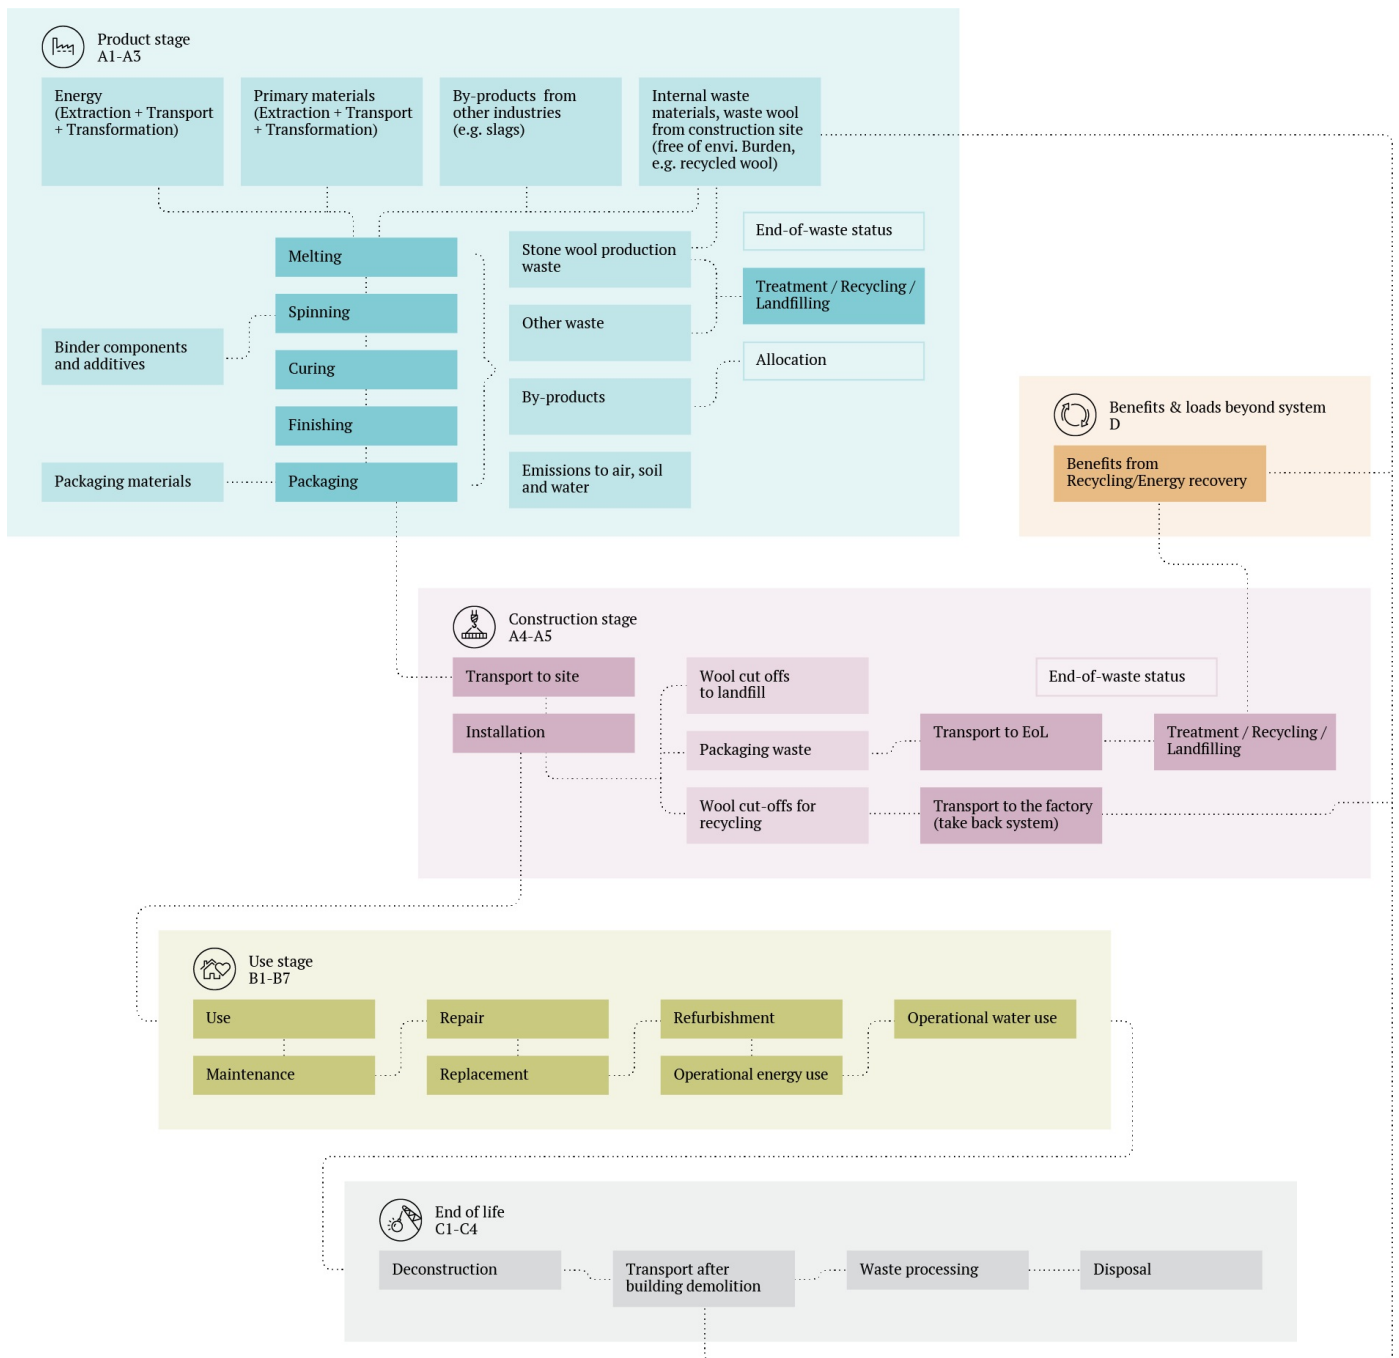 Product stage
A1-A3
Energy
(Extraction + Transport
+ Transformation)
Primary materials
(Extraction + Transport
+ Transformation)
By-products from
other industries
(e.g. slags)
Internal waste
materials, waste wool
from construction site
(free of envi. Burden,
e.g. recycled wool)
Melting
Spinning
Curing
Finishing
Packaging
Binder components
and additives
Packaging materials
Stone wool production
waste
Other waste
By-products
Emissions to air, soil
and water
End-of-waste status
Treatment / Recycling /
Landfilling
Allocation
Benefits & loads beyond system
D
Benefits from
Recycling/Energy recovery
Construction stage
A4-A5
Transport to site
Installation
Wool cut offs
to landfill
Packaging waste
Wool cut-offs for
recycling
End-of-waste status
Transport to EoL
Treatment / Recycling /
Landfilling
Transport to the factory
(take back system)
Use stage
B1-B7
Use
Maintenance
Repair
Replacement
Refurbishment
Operational energy use
Operational water use
End of life
C1-C4
Deconstruction
Transport after
building demolition
Waste processing
Disposal